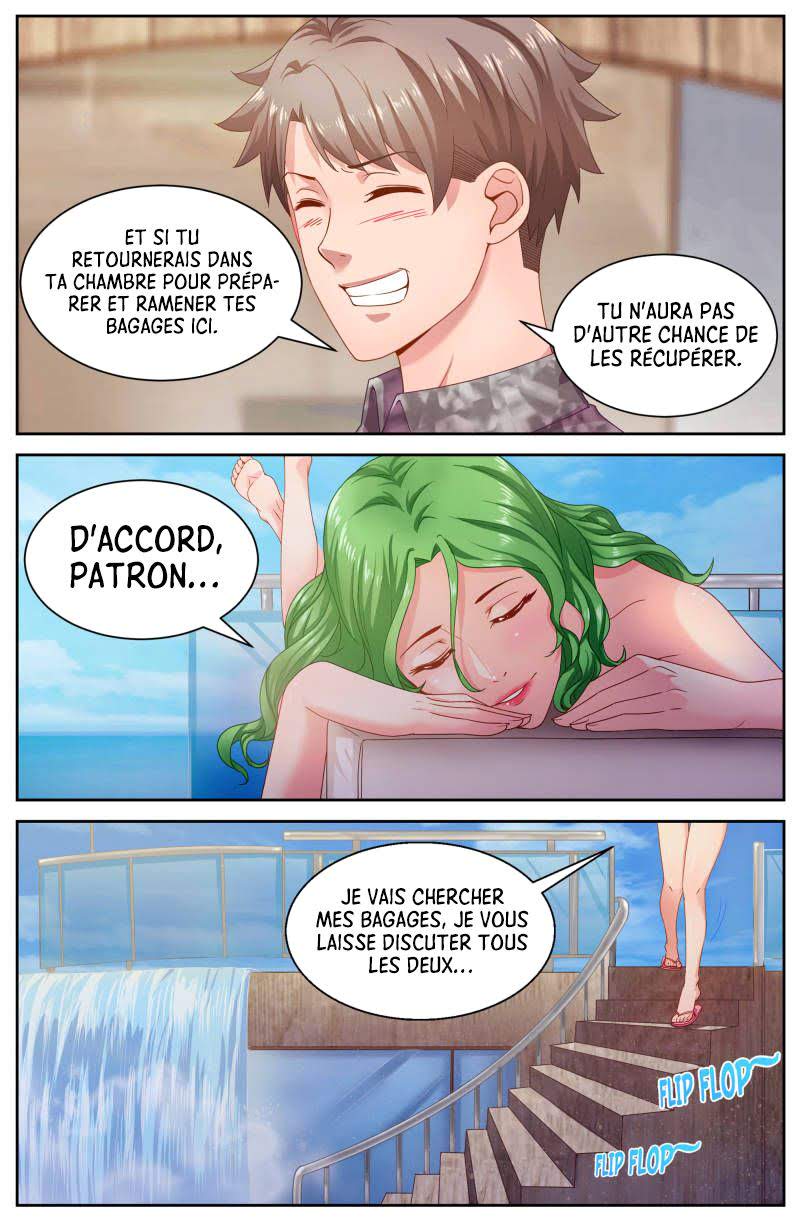 ET SI TU
RETOURNERAIS DANS
TA CHAMBRE POUR PRÉPA-
RER ET RAMENER TES
BAGAGES ICI.
TU N'AURA PAS
D'AUTRE CHANCE DE
LES RÉCUPÉRER.
D'ACCORD,
PATRON...
JE VAIS CHERCHER
MES BAGAGES, JE VOUS
LAISSE DISCUTER TOUS
LES DEUX...
FLIP FLOP~
FLIP FLOP~